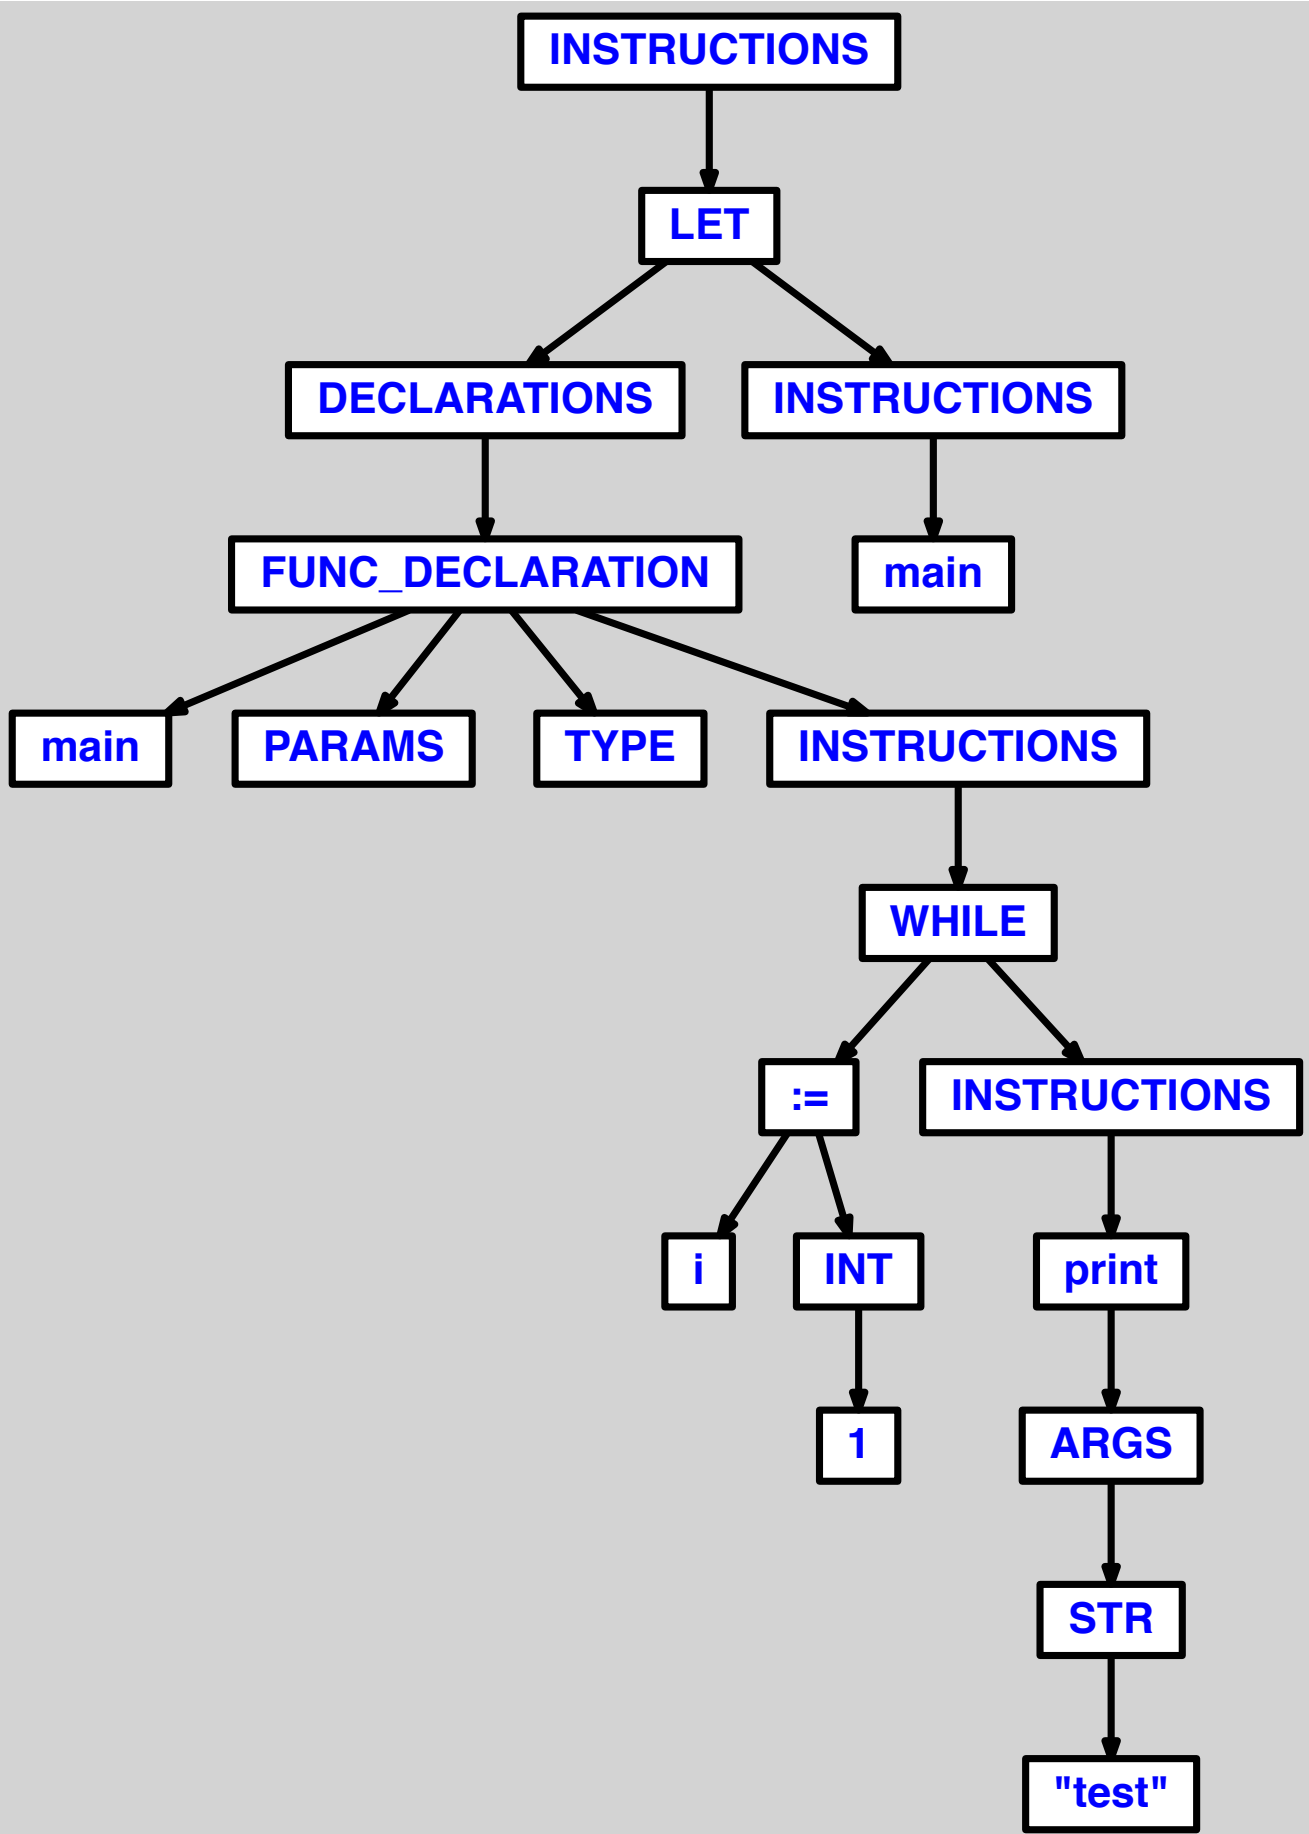 INSTRUCTIONS
LET
DECLARATIONS
INSTRUCTIONS
FUNC_DECLARATION
main
main
PARAMS
TYPE
INSTRUCTIONS
WHILE
:=
INSTRUCTIONS
i
INT
print
1
ARGS
STR
"test"